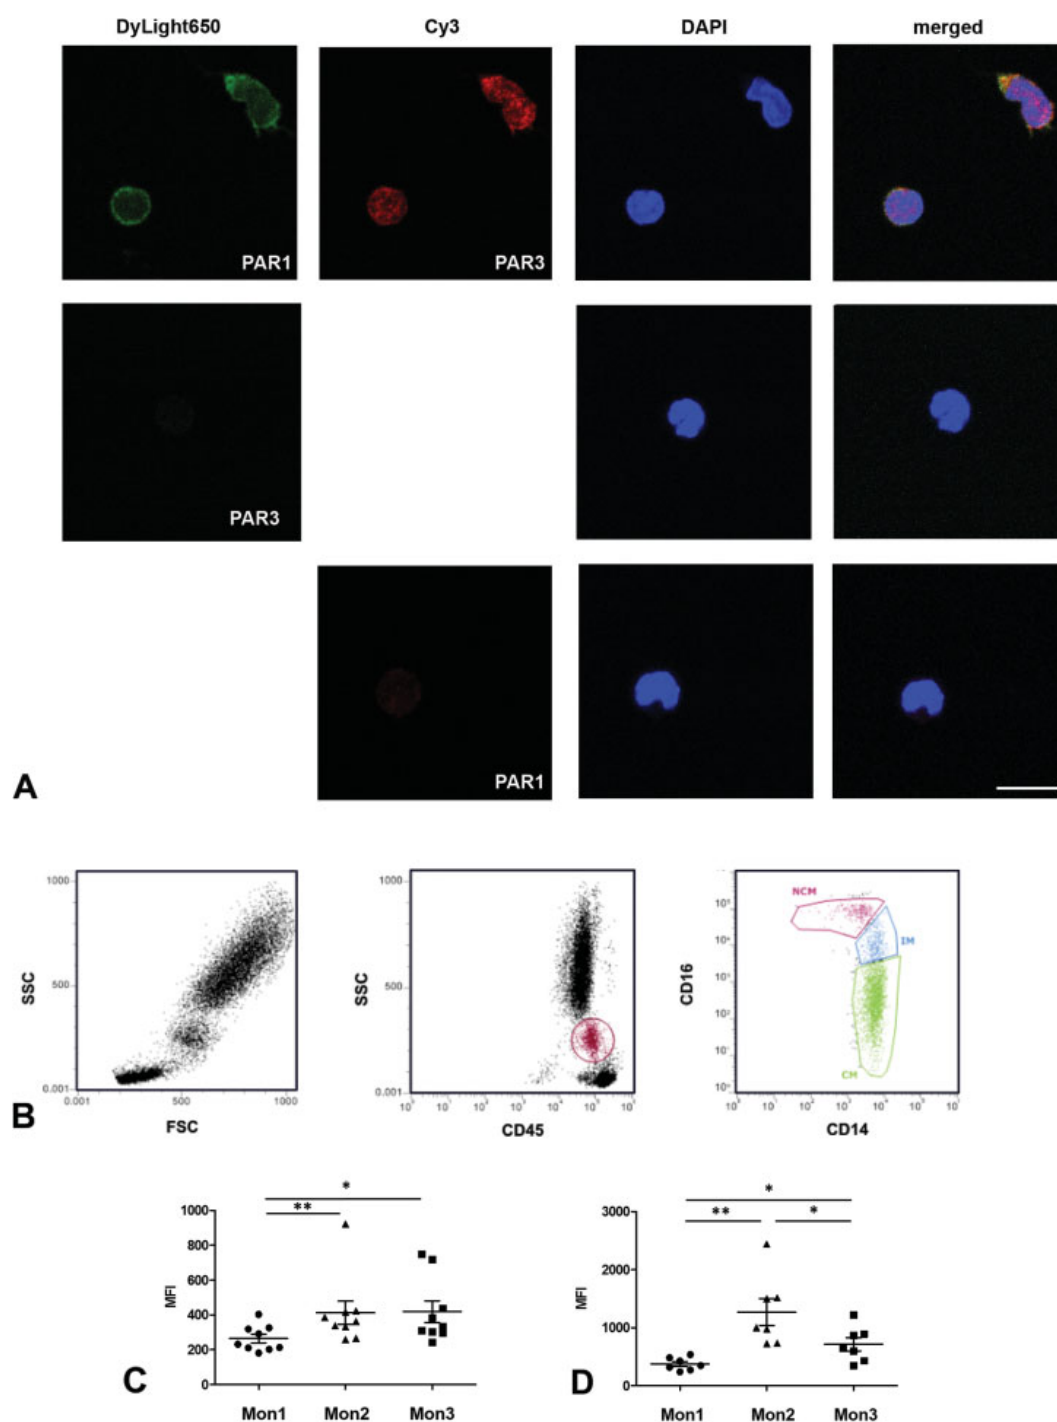 DyLight650 Cy3 DAPI merged
PAR1 PAR3
PAR3
PAR1
A
1000 1000
NCM
IM
SSC 500 SSC 500 CD16
CM
0.001 0.001
0.001 500 1000
B FSC CD45 CD14
* *
** ** *
1000 3000
800
600 2000
MFI MFI
400 1000
200
C 0 D 0
Mon1 Mon2 Mon3 Mon1 Mon2 Mon3